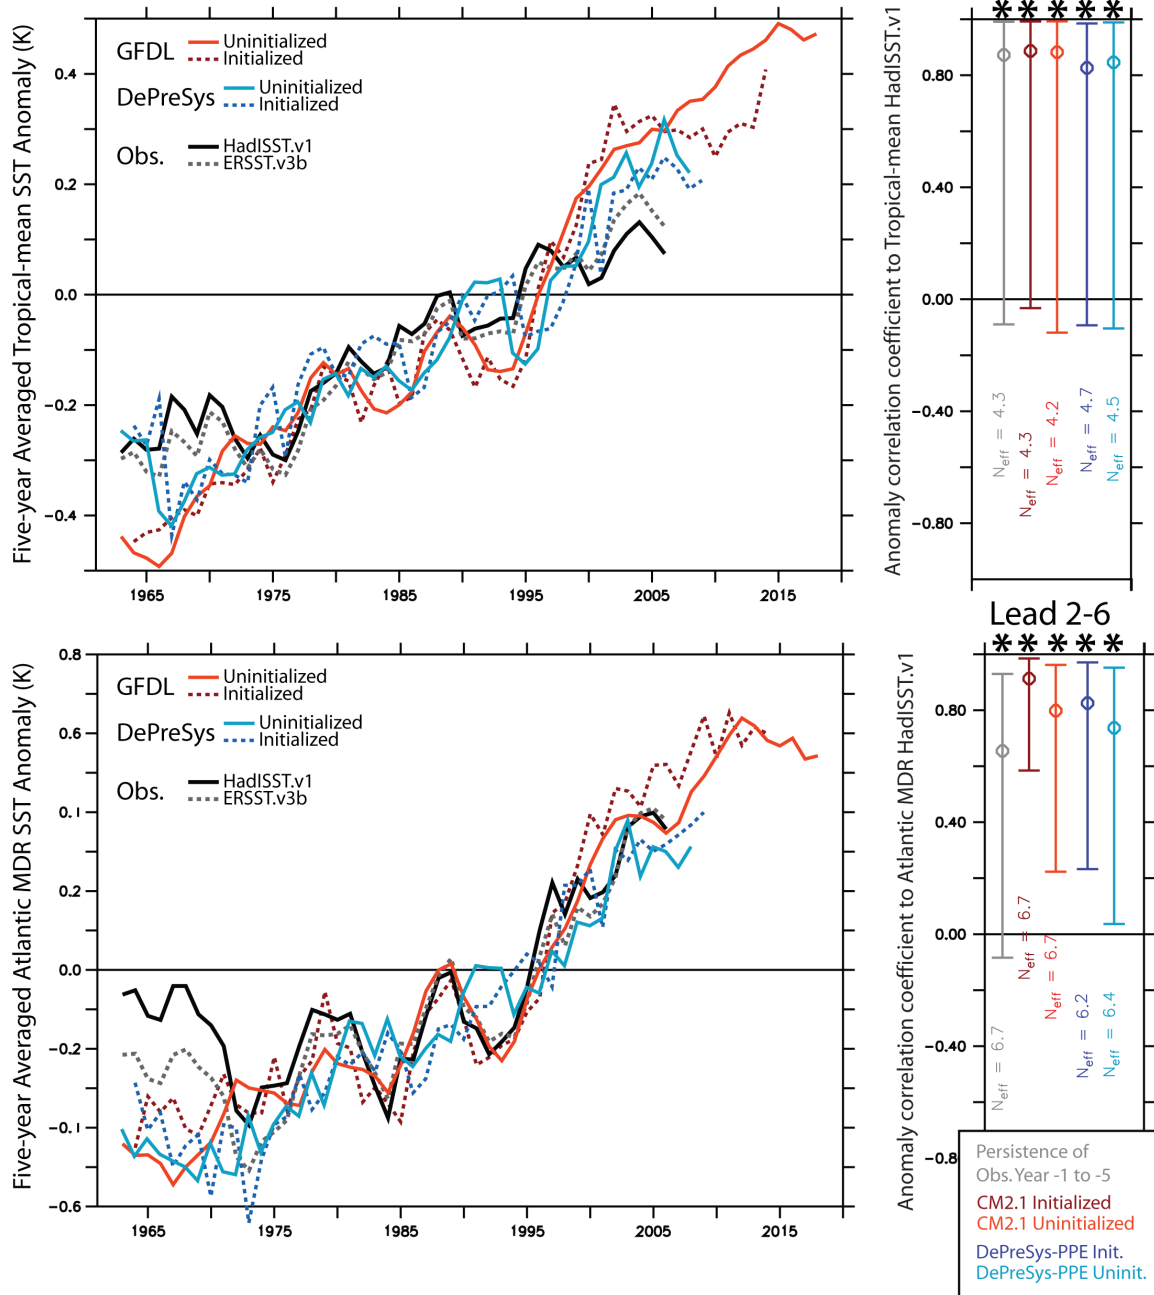 Five-year Averaged Tropical-mean SST Anomaly (K)
GFDL
Uninitialized
Initialized
DePreSys
Uninitialized
Initialized
Obs.
HadISST.v1
ERSST.v3b
0.4
0.2
0.0
−0.2
−0.4
1965
1975
1985
1995
2005
2015
Anomaly correlation coefficient to Tropical-mean HadISST.v1
* * * * *
0.80
0.40
0.00
−0.40
−0.80
Neff = 4.3
Neff = 4.3
Neff = 4.2
Neff = 4.7
Neff = 4.5
Lead 2-6
Five-year Averaged Atlantic MDR SST Anomaly (K)
GFDL
Uninitialized
Initialized
DePreSys
Uninitialized
Initialized
Obs.
HadISST.v1
ERSST.v3b
0.8
0.6
0.1
0.2
0.0
−0.2
−0.1
−0.6
1965
1975
1985
1995
2005
2015
Anomaly correlation coefficient to Atlantic MDR HadISST.v1
* * * * *
0.80
0.40
0.00
−0.40
−0.8
Neff = 6.7
Neff = 6.7
Neff = 6.7
Neff = 6.2
Neff = 6.4
Persistence of
Obs. Year -1 to -5
CM2.1 Initialized
CM2.1 Uninitialized
DePreSys-PPE Init.
DePreSys-PPE Uninit.